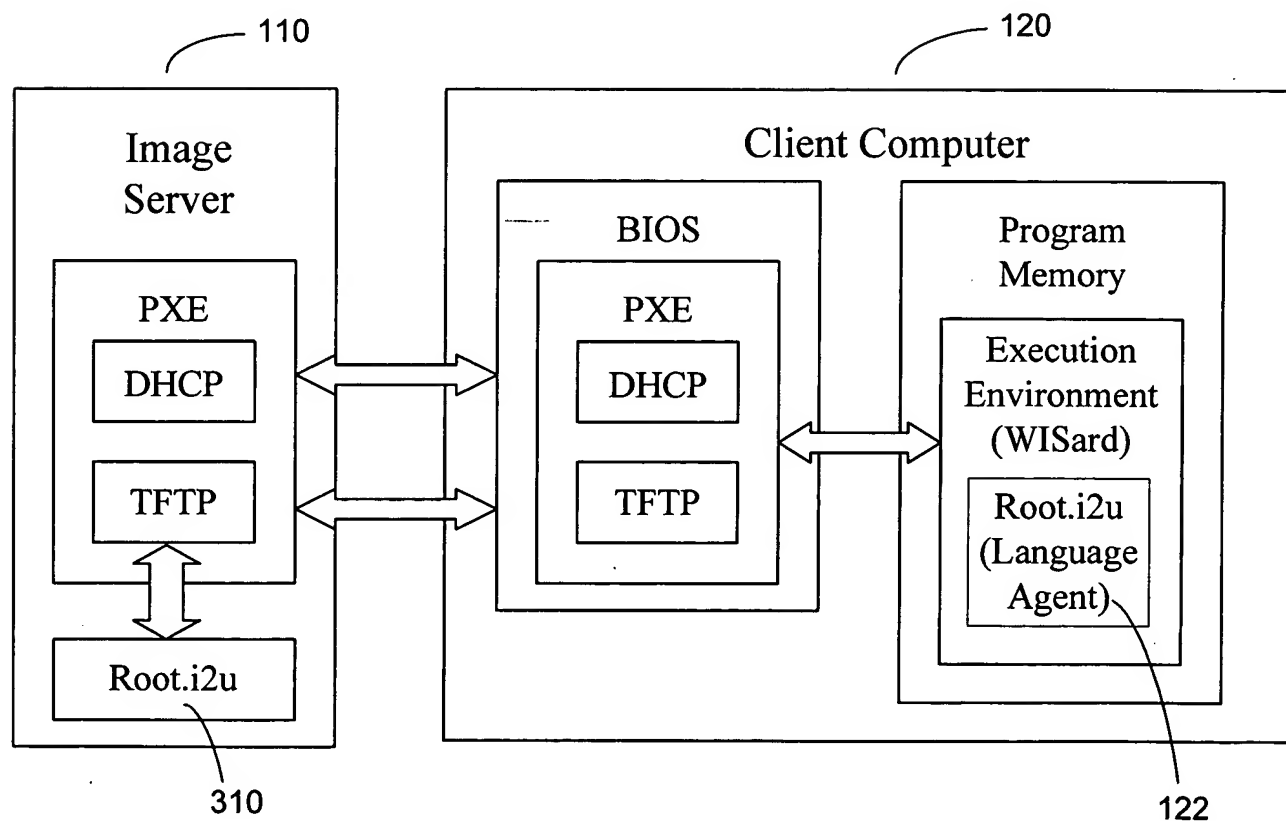 110
120
Image
Server
Client Computer
BIOS
Program
Memory
PXE
DHCP
TFTP
PXE
DHCP
TFTP
Execution
Environment
(WISard)
Root.i2u
(Language
Agent)
Root.i2u
310
122